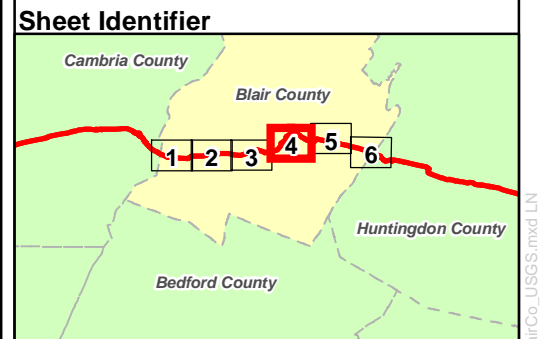 Sheet Identifier
Cambria County
Blair County
1 2 3 4 5 6
Huntingdon County
Bedford County
airCo_USGS.mxd LN